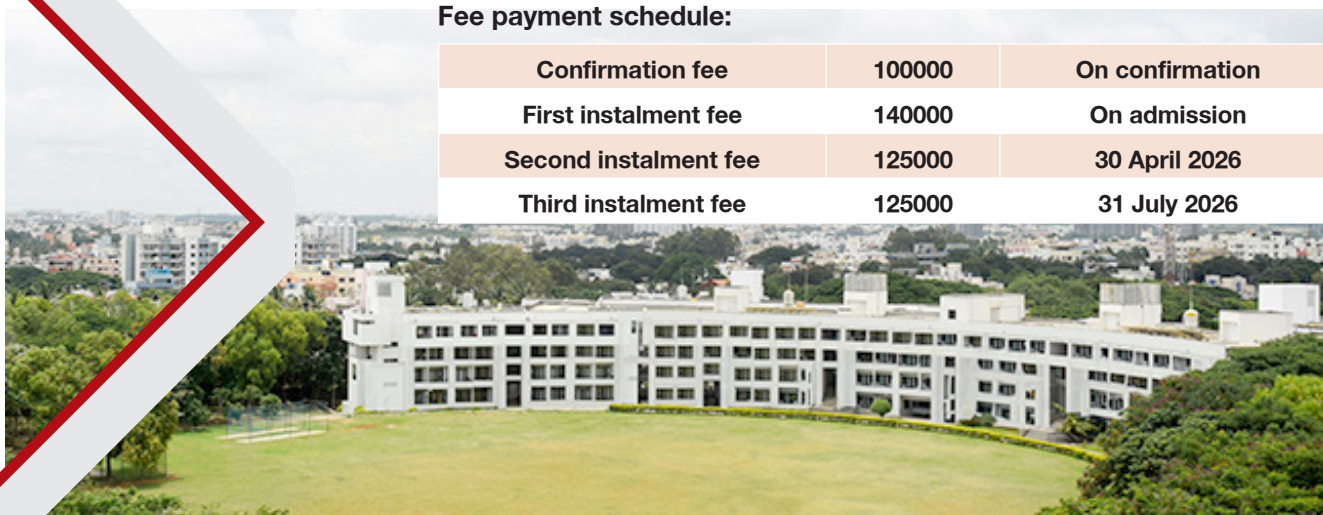 Fee payment schedule:
Confirmation fee 100000 On confirmation
First instalment fee 140000 On admission
Second instalment fee 125000 30 April 2026
Third instalment fee 125000 31 July 2026